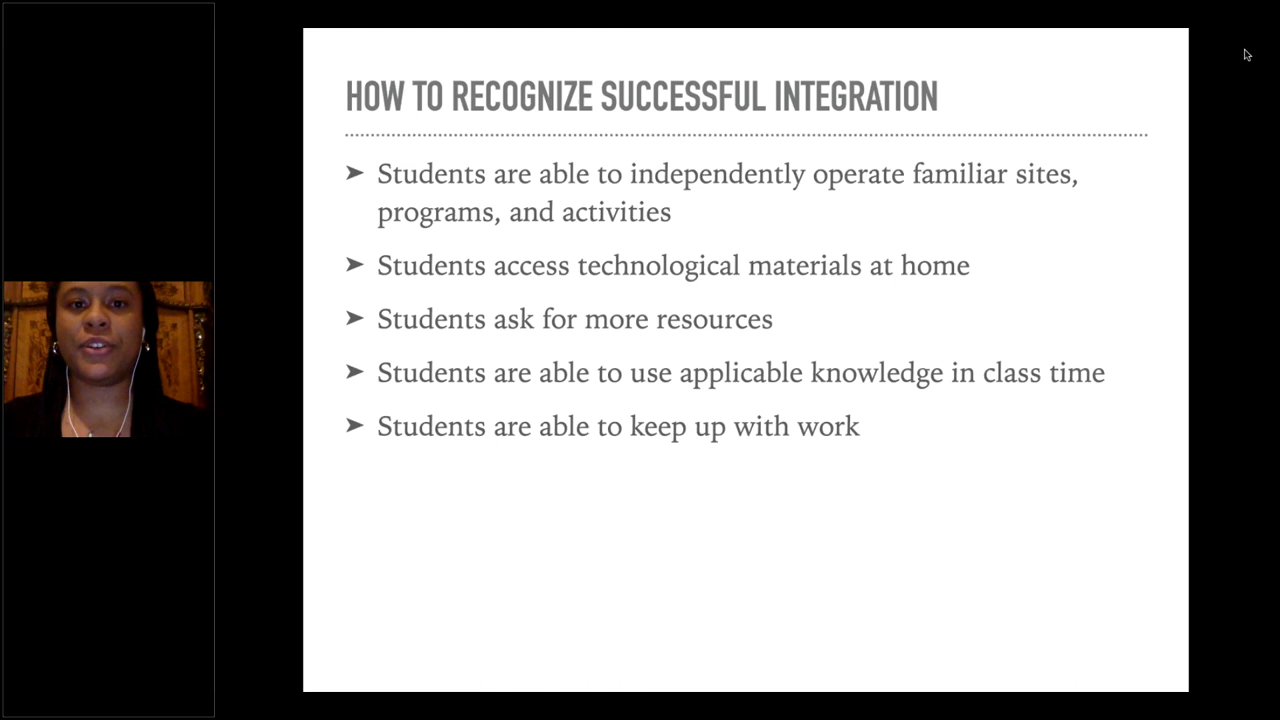 HOW TO RECOGNIZE SUCCESSFUL INTEGRATION
➤ Students are able to independently operate familiar sites,
programs, and activities
➤ Students access technological materials at home
➤ Students ask for more resources
➤ Students are able to use applicable knowledge in class time
➤ Students are able to keep up with work